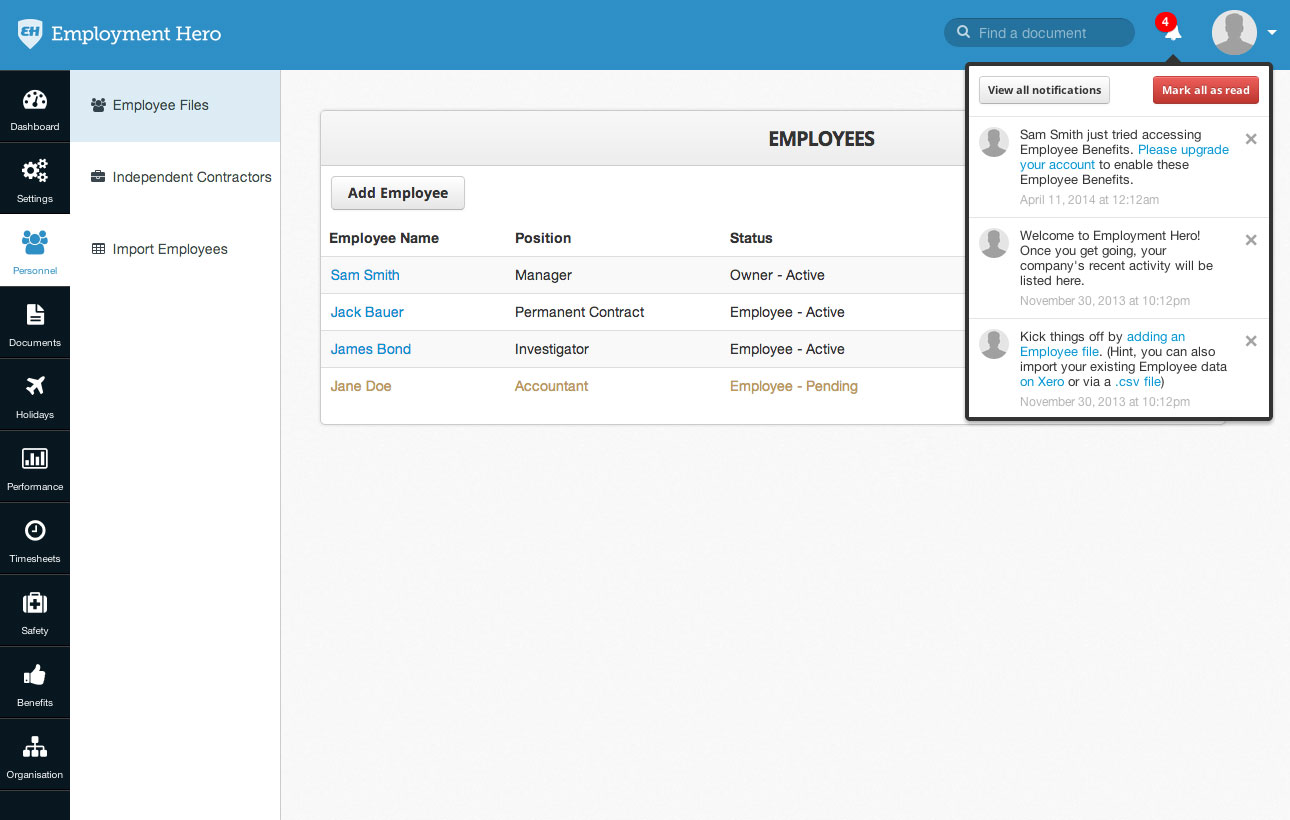 EH Employment Hero
Find a document
4
Dashboard
Settings
Personnel
Documents
Holidays
Performance
Timesheets
Safety
Benefits
Organisation
Employee Files
Independent Contractors
Import Employees
EMPLOYEES
Add Employee
Employee Name Position Status
Sam Smith Manager Owner - Active
Jack Bauer Permanent Contract Employee - Active
James Bond Investigator Employee - Active
Jane Doe Accountant Employee - Pending
View all notifications Mark all as read
Sam Smith just tried accessing
Employee Benefits. Please upgrade
your account to enable these
Employee Benefits.
April 11, 2014 at 12:12am
Welcome to Employment Hero!
Once you get going, your
company's recent activity will be
listed here.
November 30, 2013 at 10:12pm
Kick things off by adding an
Employee file. (Hint, you can also
import your existing Employee data
on Xero or via a .csv file)
November 30, 2013 at 10:12pm